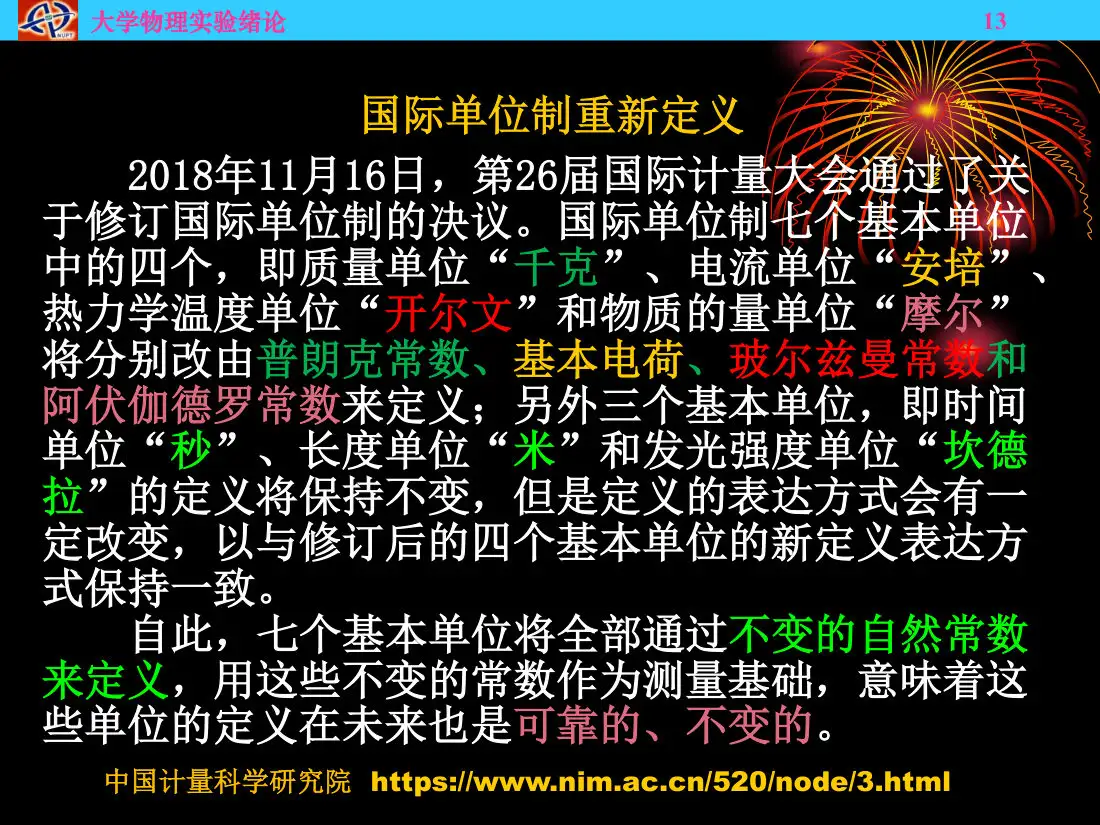 NUPT
大学物理实验绪论
13
国际单位制重新定义
2018年11月16日，第26届国际计量大会通过了关
于修订国际单位制的决议。国际单位制七个基本单位
中的四个，即质量单位“千克”、电流单位“安培”、
热力学温度单位“开尔文”和物质的量单位“摩尔”
将分别改由普朗克常数、基本电荷、玻尔兹曼常数和
阿伏伽德罗常数来定义；另外三个基本单位，即时间
单位“秒”、长度单位“米”和发光强度单位“坎德
拉”的定义将保持不变，但是定义的表达方式会有一
定改变，以与修订后的四个基本单位的新定义表达方
式保持一致。
自此，七个基本单位将全部通过不变的自然常数
来定义，用这些不变的常数作为测量基础，意味着这
些单位的定义在未来也是可靠的、不变的。
中国计量科学研究院 https://www.nim.ac.cn/520/node/3.html